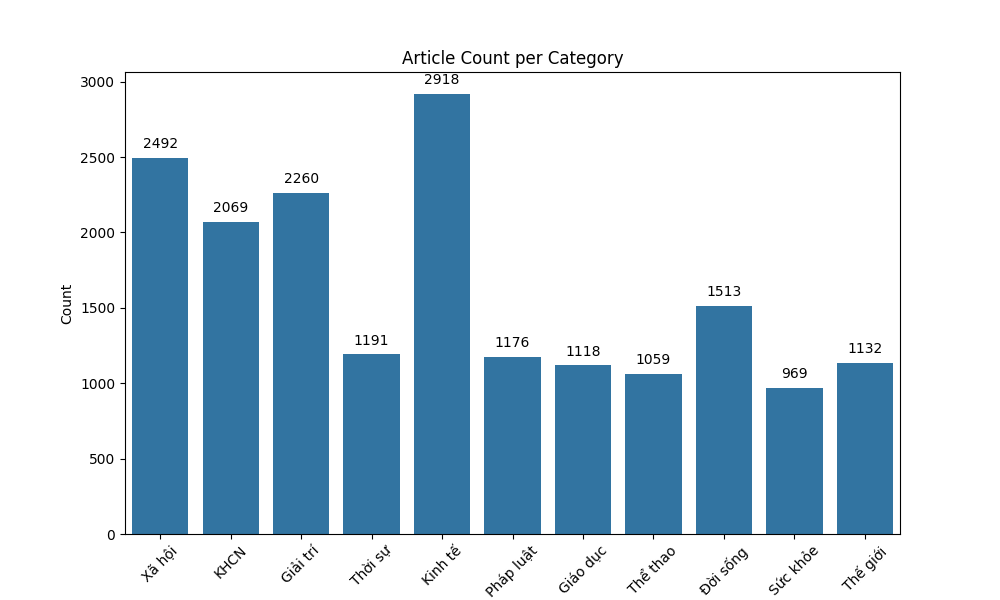 Article Count per Category
3000
2500
2000
1500
1000
500
0
Count
2492
2069
2260
1191
2918
1176
1118
1059
1513
969
1132
Xã hội
KHCN
Giải trí
Thời sự
Kinh tế
Pháp luật
Giáo dục
Thể thao
Đời sống
Sức khỏe
Thế giới